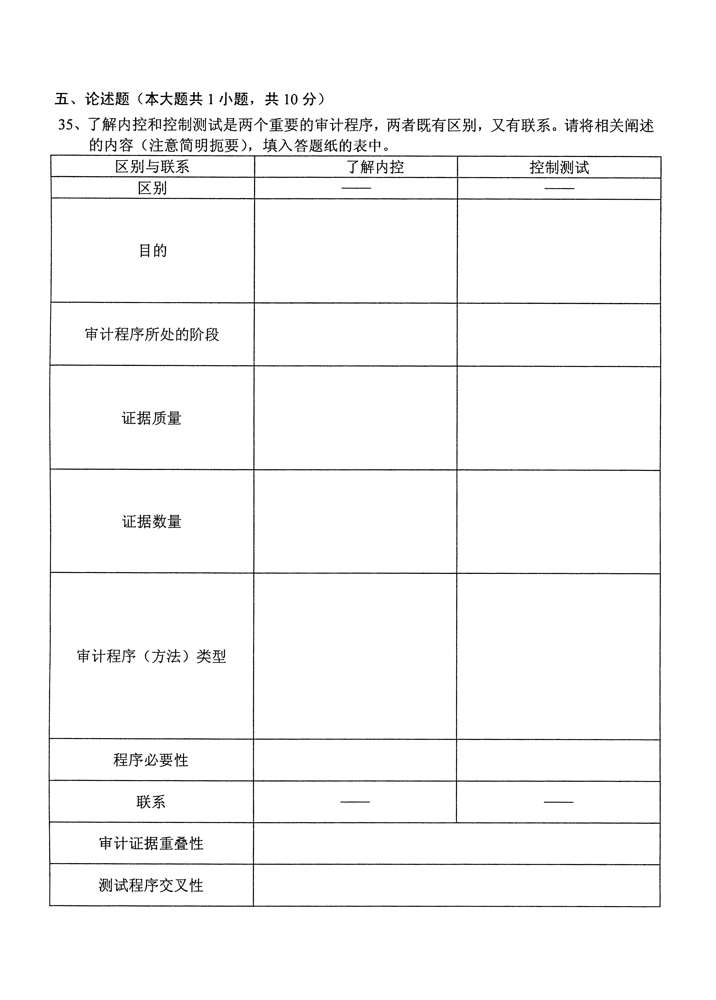 五、论述题（本大题共 1 小题，共 10 分）
35、了解内控和控制测试是两个重要的审计程序，两者既有区别，又有联系。请将相关阐述
的内容（注意简明扼要），填入答题纸的表中。
区别与联系 了解内控 控制测试
区别 —— ——
目的
审计程序所处的阶段
证据质量
证据数量
审计程序（方法）类型
程序必要性
联系 —— ——
审计证据重叠性
测试程序交叉性